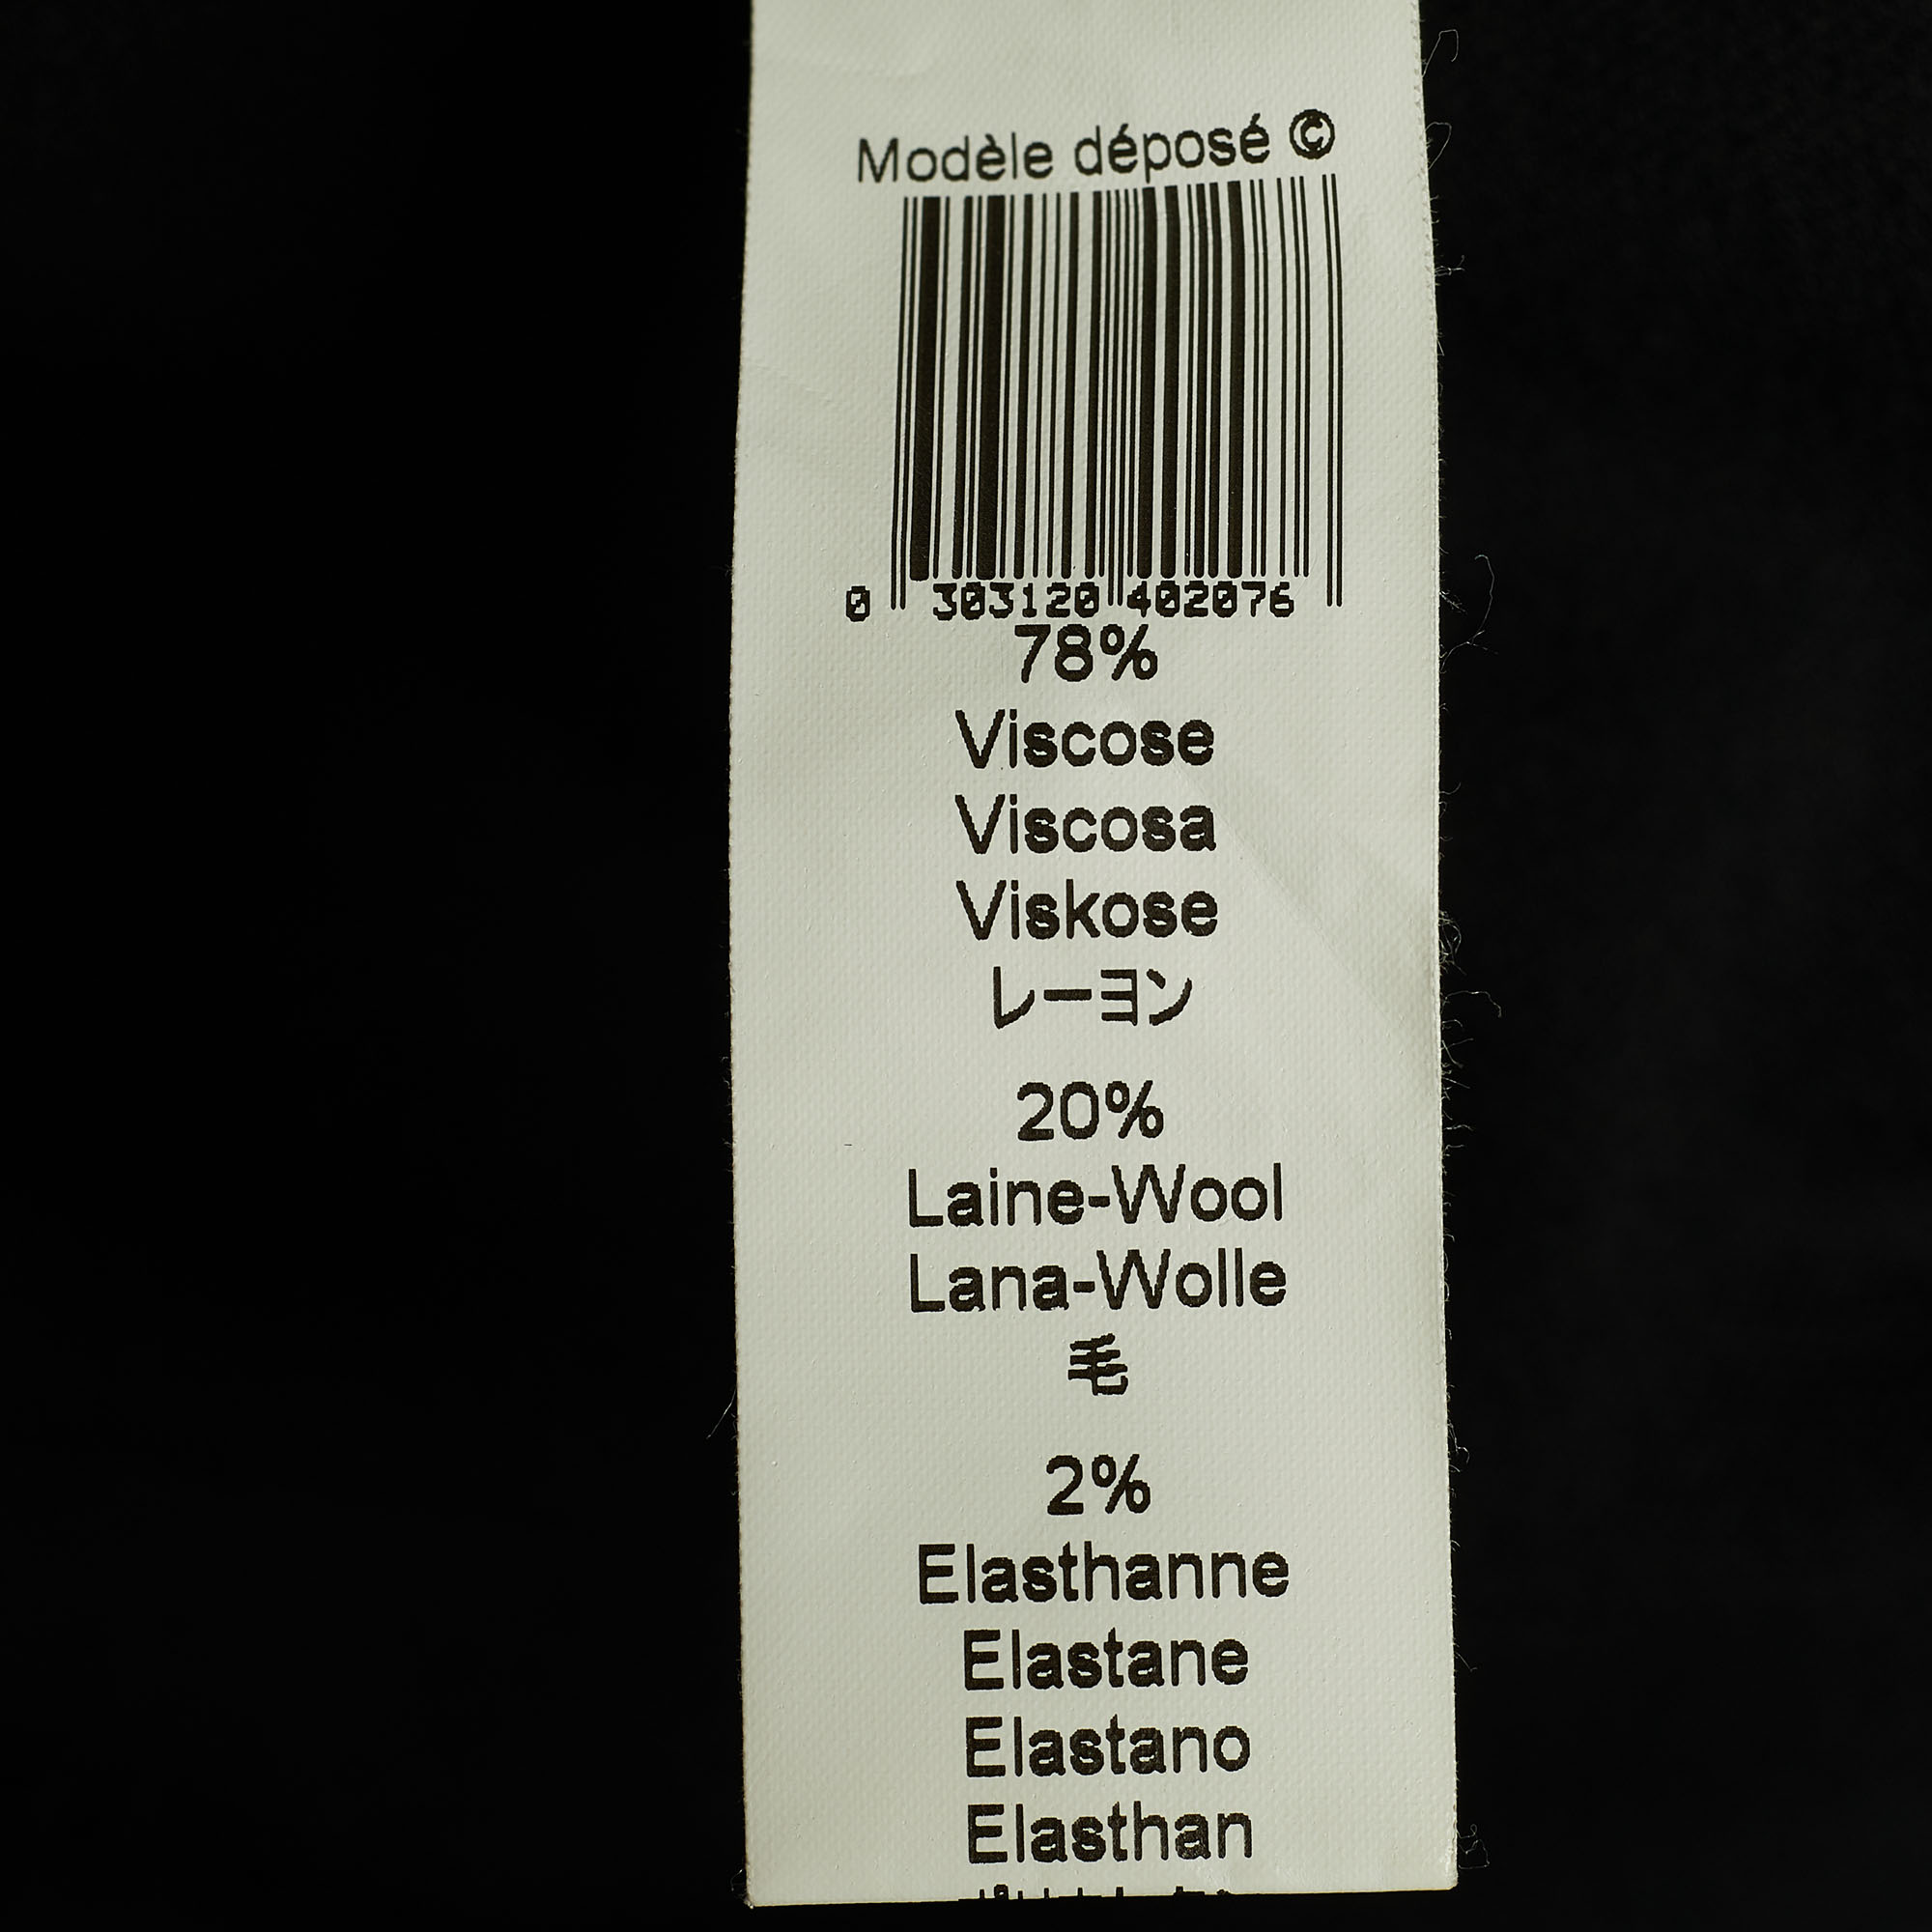 Modèle déposé ©
0 303120 402076
78%
Viscose
Viscosa
Viskose
レーヨン
20%
Laine-Wool
Lana-Wolle
毛
2%
Elasthanne
Elastane
Elastano
Elasthan